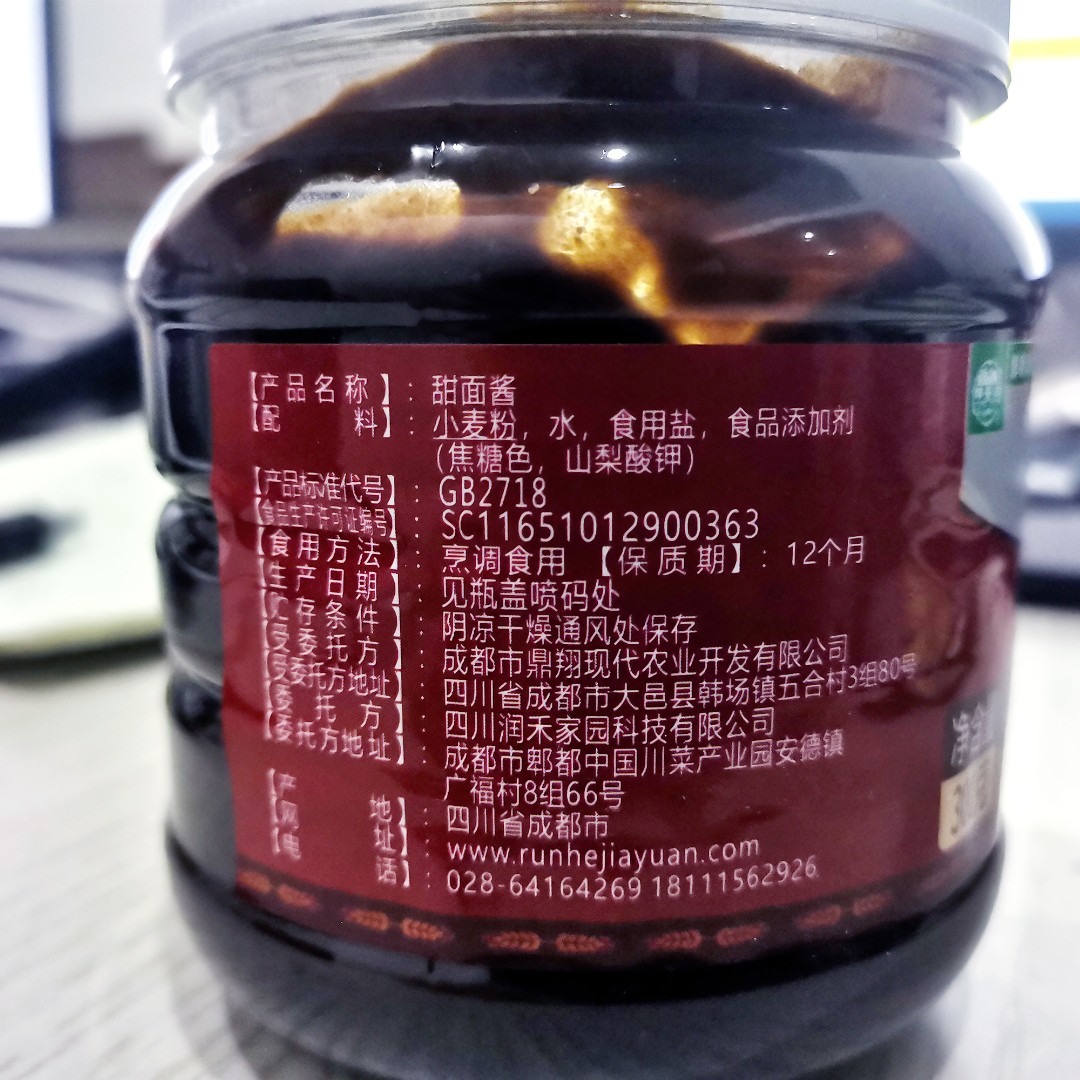 【产品名称】：甜面酱
【配料】：小麦粉，水，食用盐，食品添加剂
（焦糖色，山梨酸钾）
【产品标准代号】：GB2718
【食品生产许可证编号】：SC11651012900363
【食用方法】：烹调食用 【保质期】：12个月
【生产日期】：见瓶盖喷码处
【贮存条件】：阴凉干燥通风处保存
【受委托方】：成都市鼎翔现代农业开发有限公司
【受委托方地址】：四川省成都市大邑县韩场镇五合村3组80号
【委托方】：四川润禾家园科技有限公司
【委托方地址】：成都市郫都中国川菜产业园安德镇
广福村8组66号
【产地】：四川省成都市
【网址】：www.runhejiayuan.com
【电话】：028-64164269 18111562926
净含